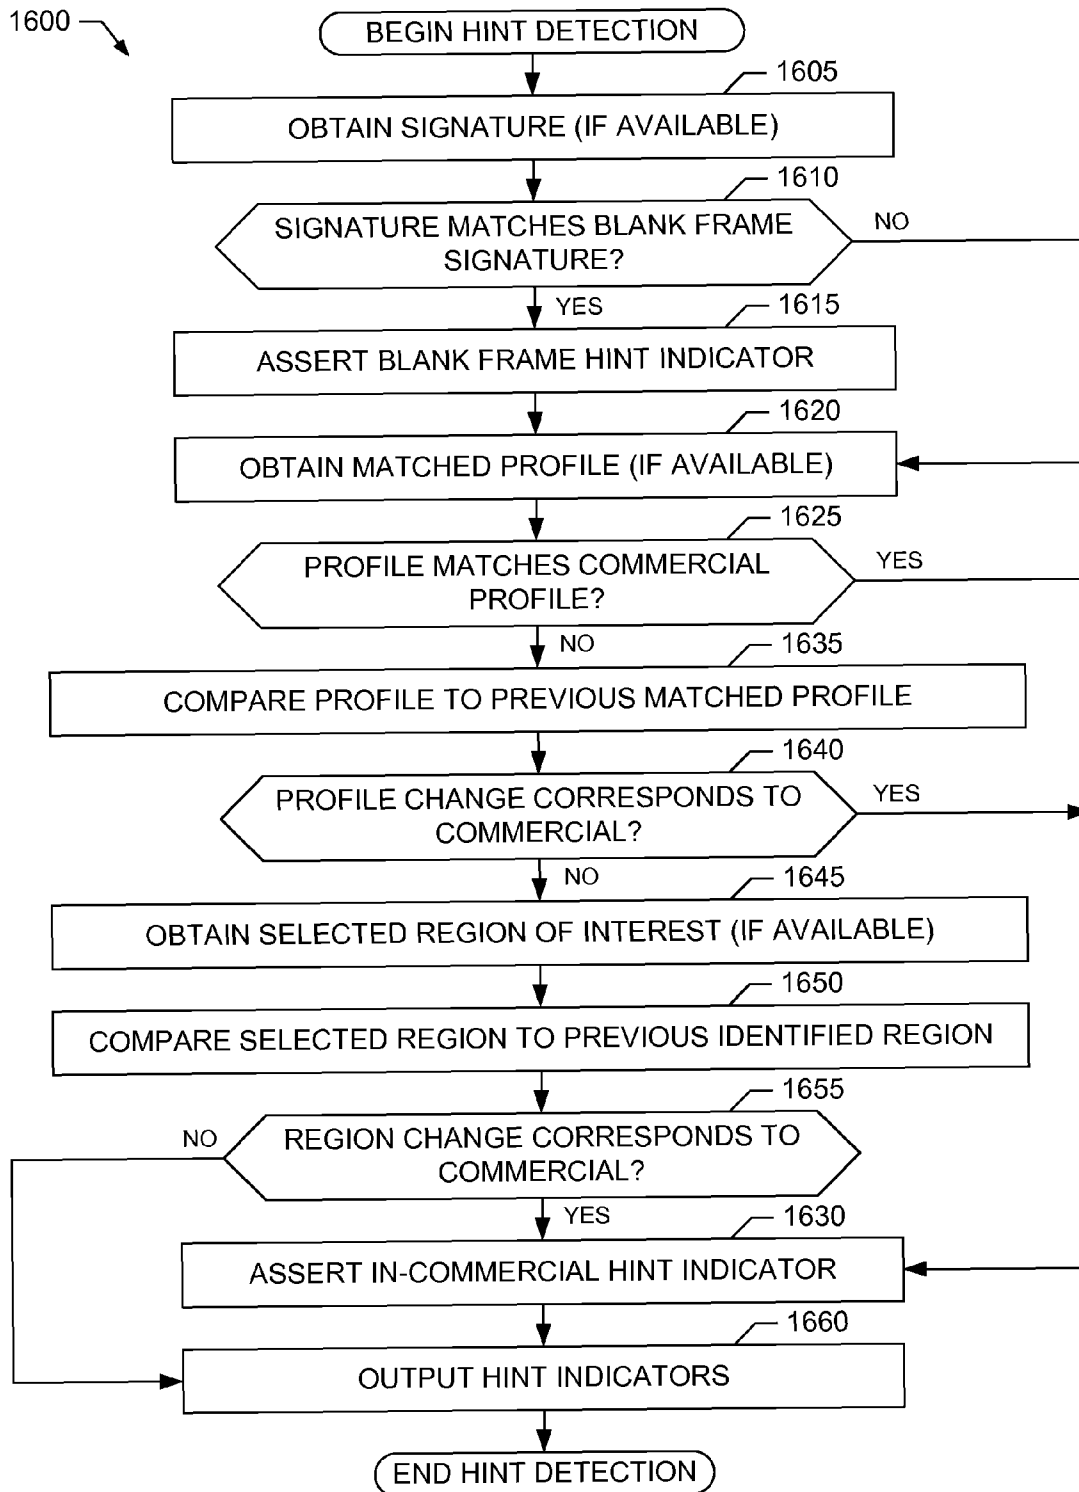 1600
BEGIN HINT DETECTION
1605
OBTAIN SIGNATURE (IF AVAILABLE)
1610
SIGNATURE MATCHES BLANK FRAME
SIGNATURE?
NO
YES
1615
ASSERT BLANK FRAME HINT INDICATOR
1620
OBTAIN MATCHED PROFILE (IF AVAILABLE)
1625
PROFILE MATCHES COMMERCIAL
PROFILE?
YES
NO
1635
COMPARE PROFILE TO PREVIOUS MATCHED PROFILE
1640
PROFILE CHANGE CORRESPONDS TO
COMMERCIAL?
YES
NO
1645
OBTAIN SELECTED REGION OF INTEREST (IF AVAILABLE)
1650
COMPARE SELECTED REGION TO PREVIOUS IDENTIFIED REGION
1655
NO
REGION CHANGE CORRESPONDS TO
COMMERCIAL?
YES
1630
ASSERT IN-COMMERCIAL HINT INDICATOR
1660
OUTPUT HINT INDICATORS
END HINT DETECTION